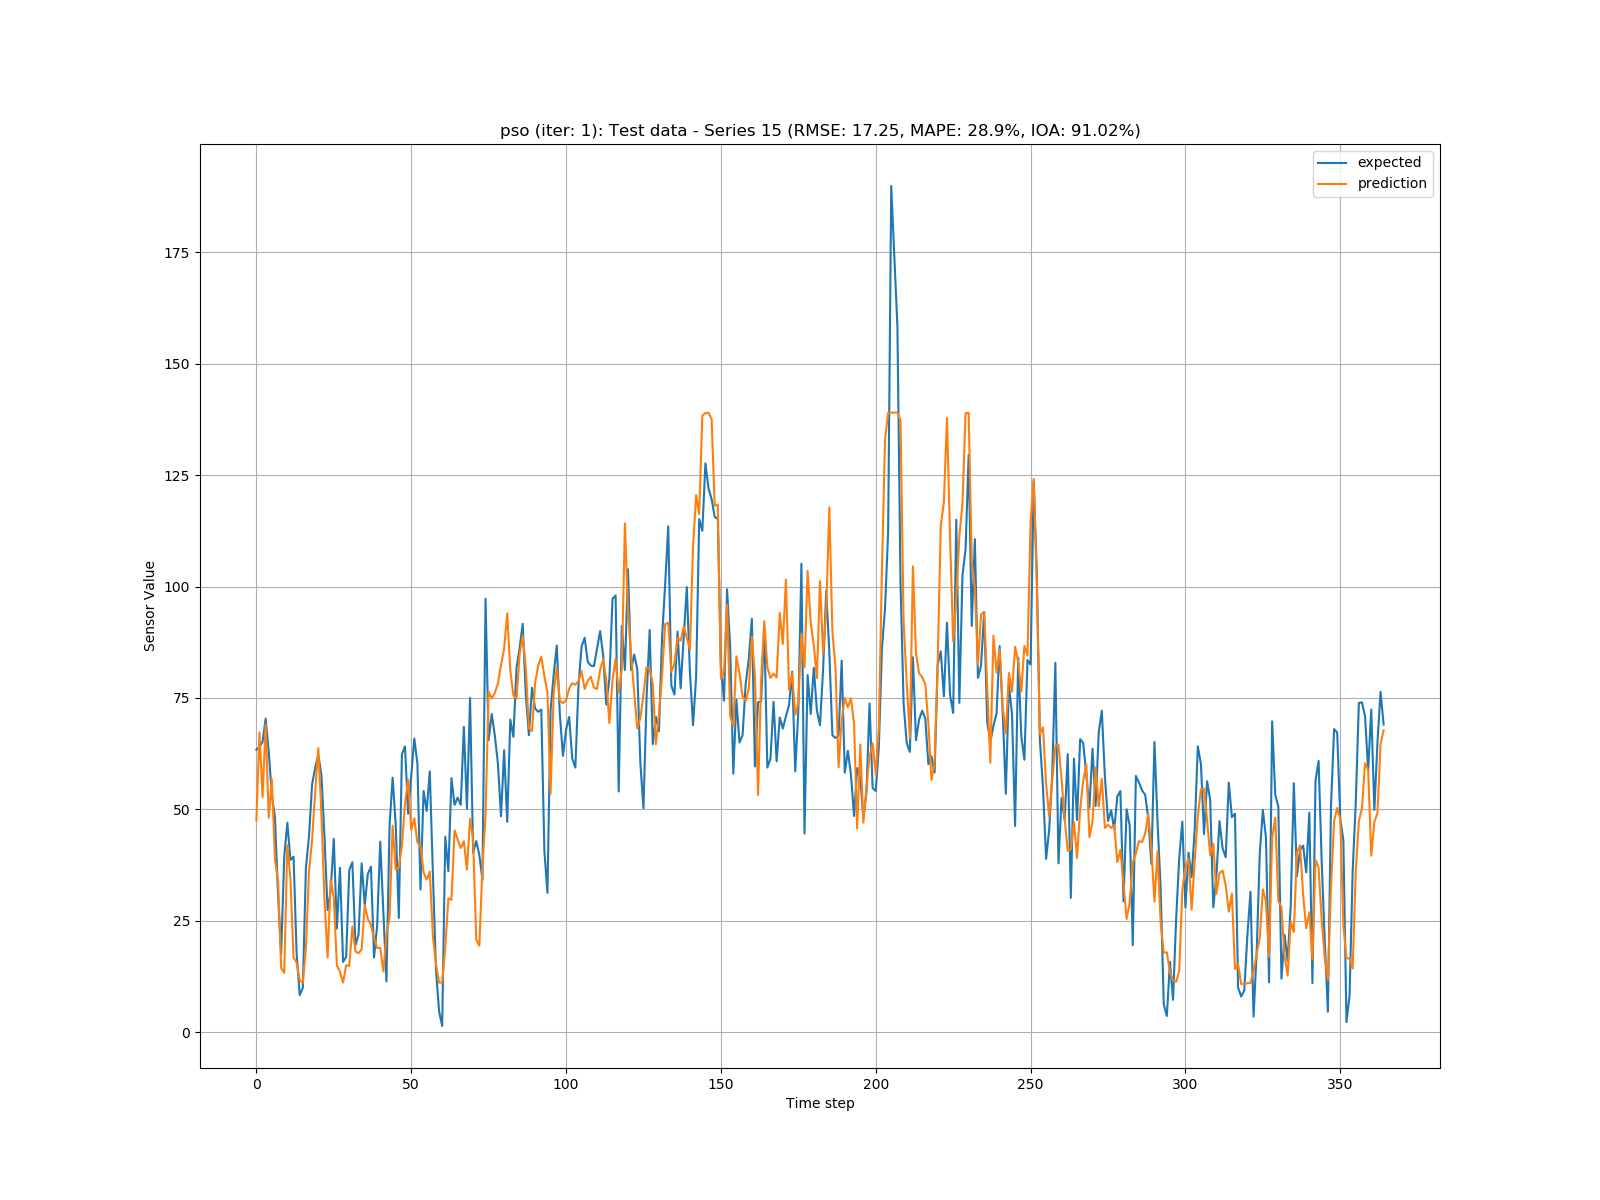 pso (iter: 1): Test data - Series 15 (RMSE: 17.25, MAPE: 28.9%, IOA: 91.02%)
expected
prediction
175
150
125
100
75
50
25
0
Sensor Value
0 50 100 150 200 250 300 350
Time step